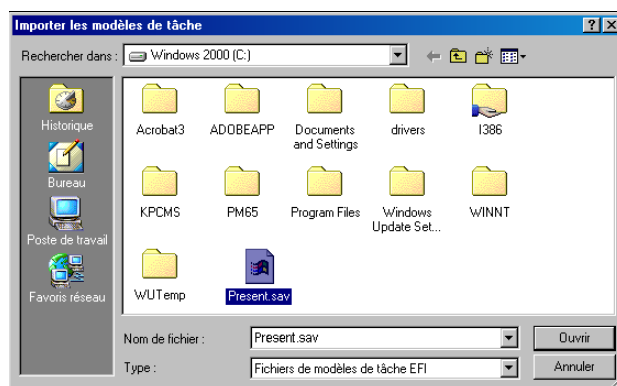 Importer les modèles de tâche
Rechercher dans : Windows 2000 (C:)
Historique
Bureau
Poste de travail
Favoris réseau
Acrobat3 ADOBEAPP Documents and Settings drivers I386
KPCMS PM65 Program Files Windows Update Set... WINNT
WUTemp Present.sav
Nom de fichier : Present.sav Ouvrir
Type : Fichiers de modèles de tâche EFI Annuler